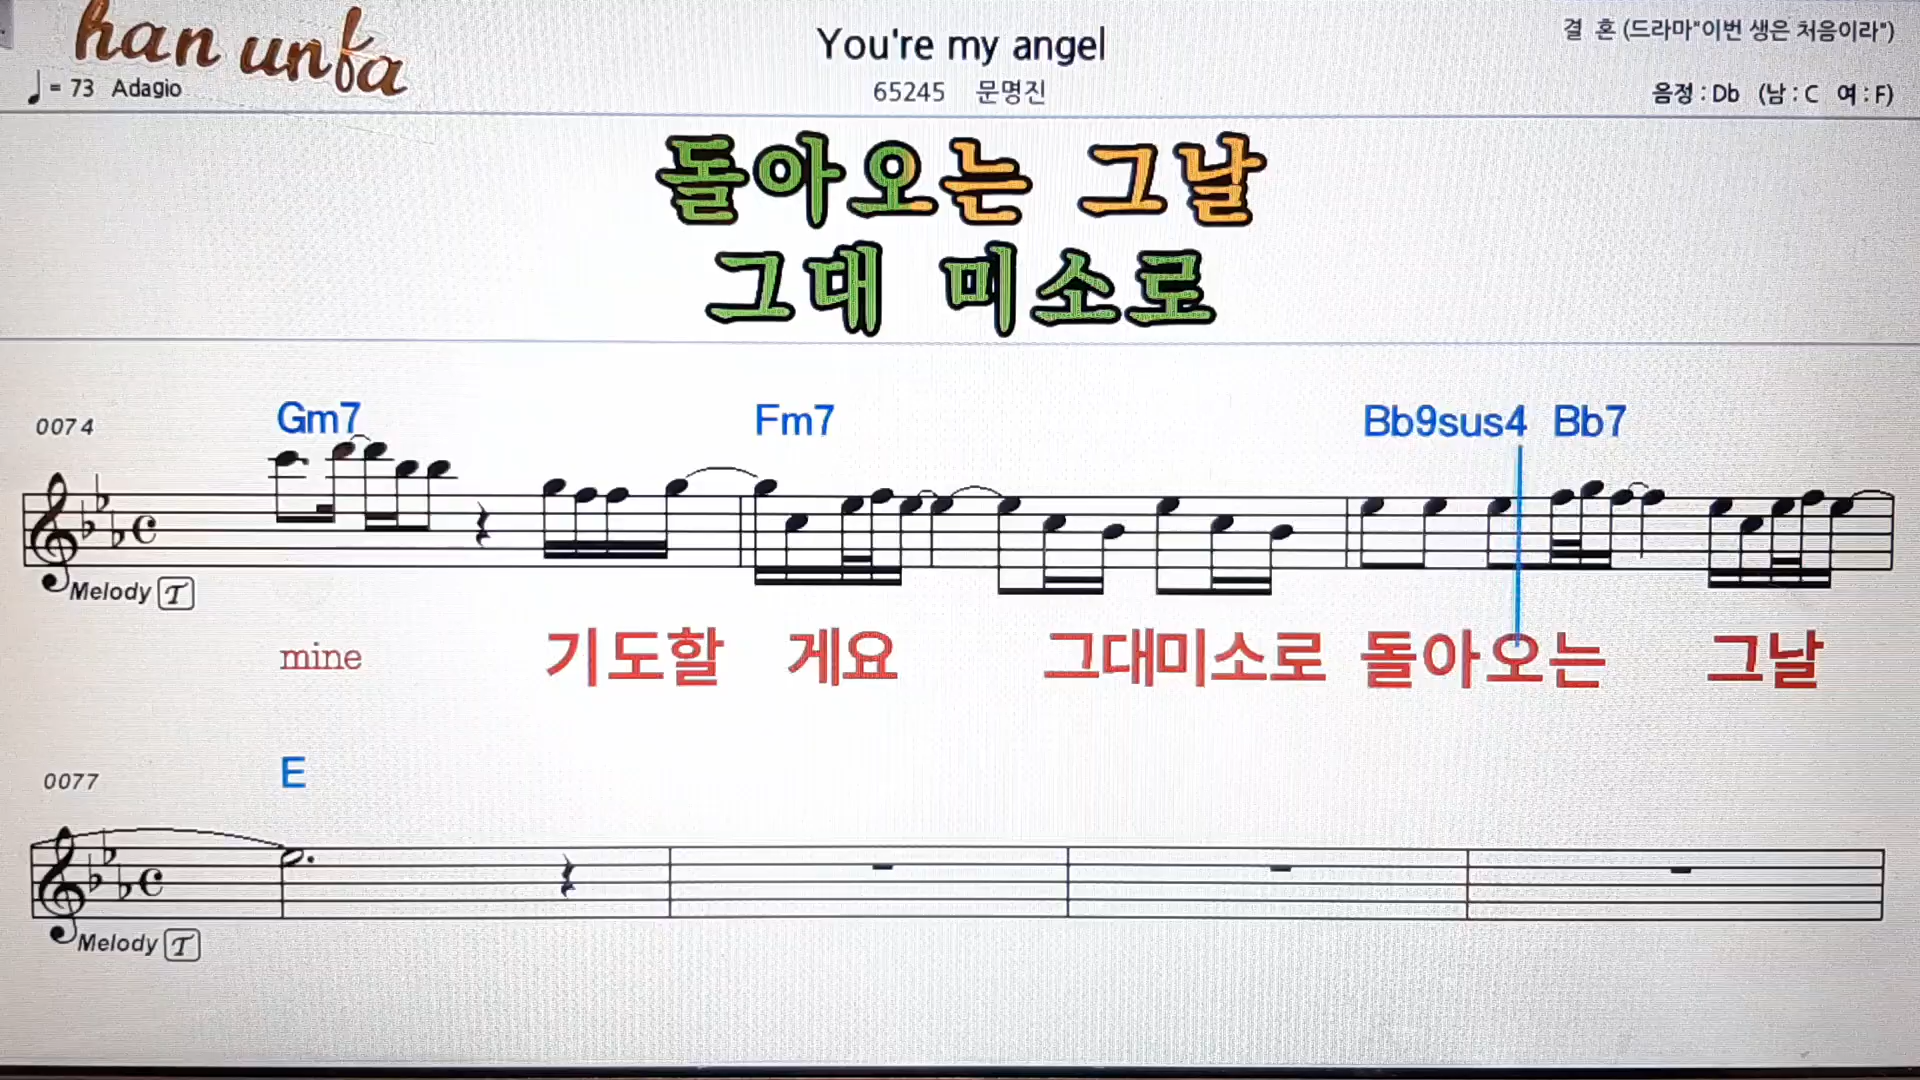 han unfa
♩= 73 Adagio
You're my angel
65245 문명진
결 혼 (드라마"이번 생은 처음이라")
음정 : Db (남 : C 여 : F)
돌아오는 그날
그대 미소로
0074 Gm7 Fm7 Bb9sus4 Bb7
Melody T
mine 기도할 게요 그대미소로 돌아오는 그날
0077 E
Melody T